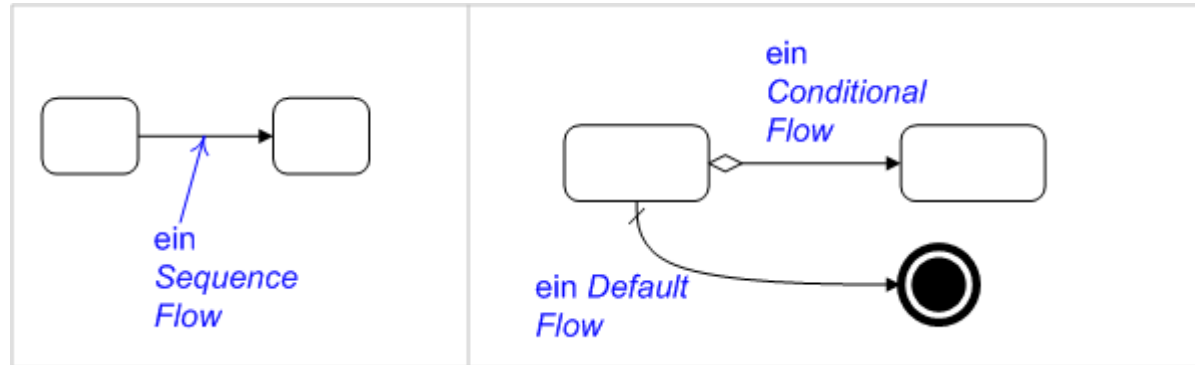 ein
Sequence
Flow
ein
Conditional
Flow
ein Default
Flow